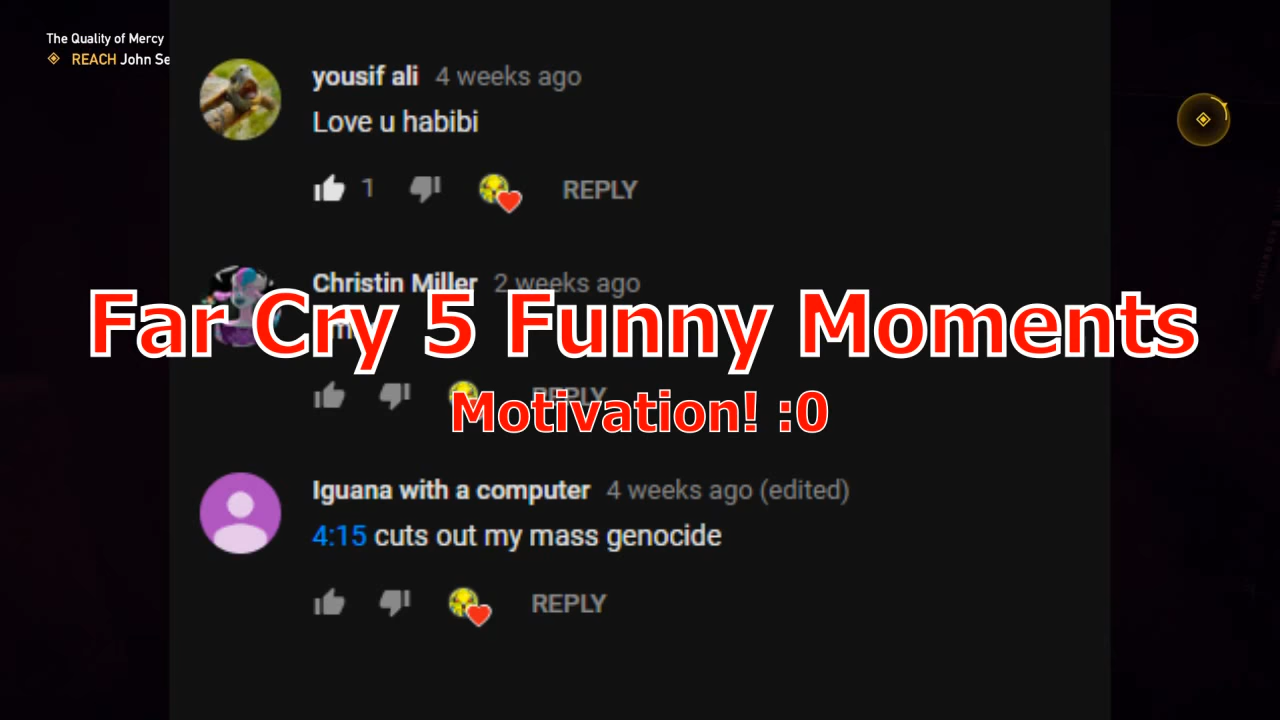 The Quality of Mercy
REACH John Se
yousif ali 4 weeks ago
Love u habibi
1
REPLY
Christin Miller 2 weeks ago
Far Cry 5 Funny Moments
REPLY
Motivation! :0
Iguana with a computer 4 weeks ago (edited)
4:15 cuts out my mass genocide
REPLY